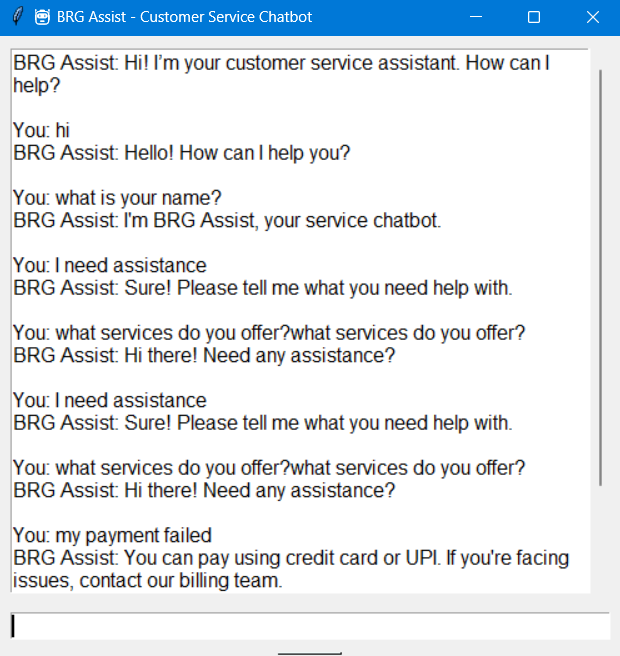 BRG Assist - Customer Service Chatbot
BRG Assist: Hi! I'm your customer service assistant. How can I
help?
You: hi
BRG Assist: Hello! How can I help you?
You: what is your name?
BRG Assist: I'm BRG Assist, your service chatbot.
You: I need assistance
BRG Assist: Sure! Please tell me what you need help with.
You: what services do you offer?what services do you offer?
BRG Assist: Hi there! Need any assistance?
You: I need assistance
BRG Assist: Sure! Please tell me what you need help with.
You: what services do you offer?what services do you offer?
BRG Assist: Hi there! Need any assistance?
You: my payment failed
BRG Assist: You can pay using credit card or UPI. If you're facing
issues, contact our billing team.